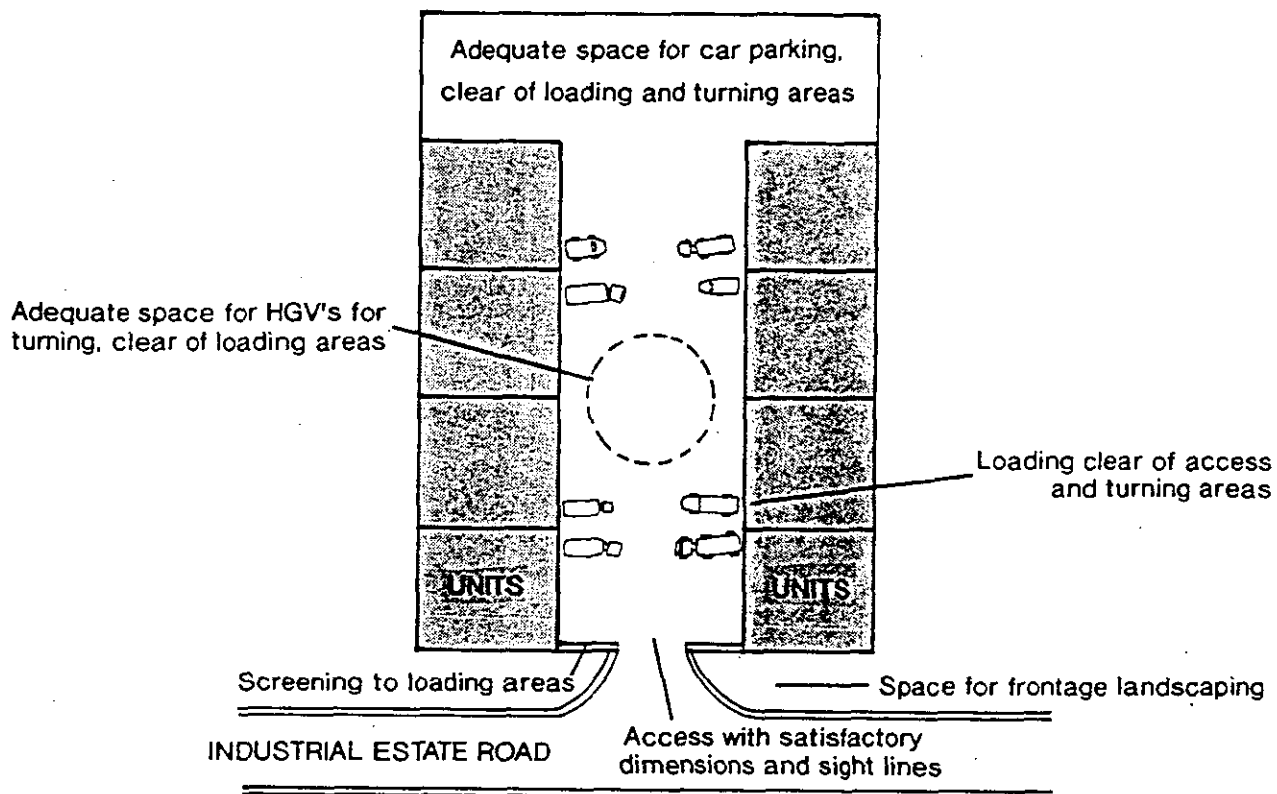 Adequate space for car parking,
clear of loading and turning areas
Adequate space for HGV's for
turning, clear of loading areas
Loading clear of access
and turning areas
UNITS
UNITS
Screening to loading areas
Space for frontage landscaping
INDUSTRIAL ESTATE ROAD
Access with satisfactory
dimensions and sight lines